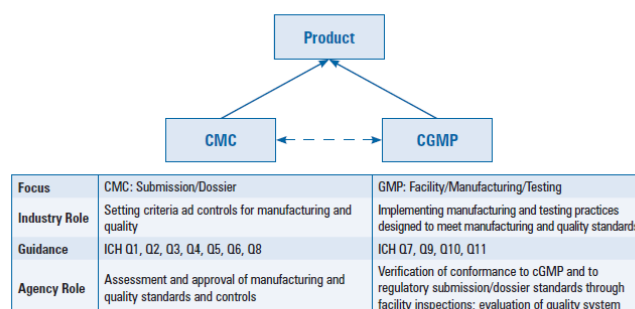 Product
CMC
CGMP
Focus
CMC: Submission/Dossier
GMP: Facility/Manufacturing/Testing
Industry Role
Setting criteria ad controls for manufacturing and
quality
Implementing manufacturing and testing practices
designed to meet manufacturing and quality standards
Guidance
ICH Q1, Q2, Q3, Q4, Q5, Q6, Q8
ICH Q7, Q9, Q10, Q11
Agency Role
Assessment and approval of manufacturing and
quality standards and controls
Verification of conformance to cGMP and to
regulatory submission/dossier standards through
facility inspections; evaluation of quality system